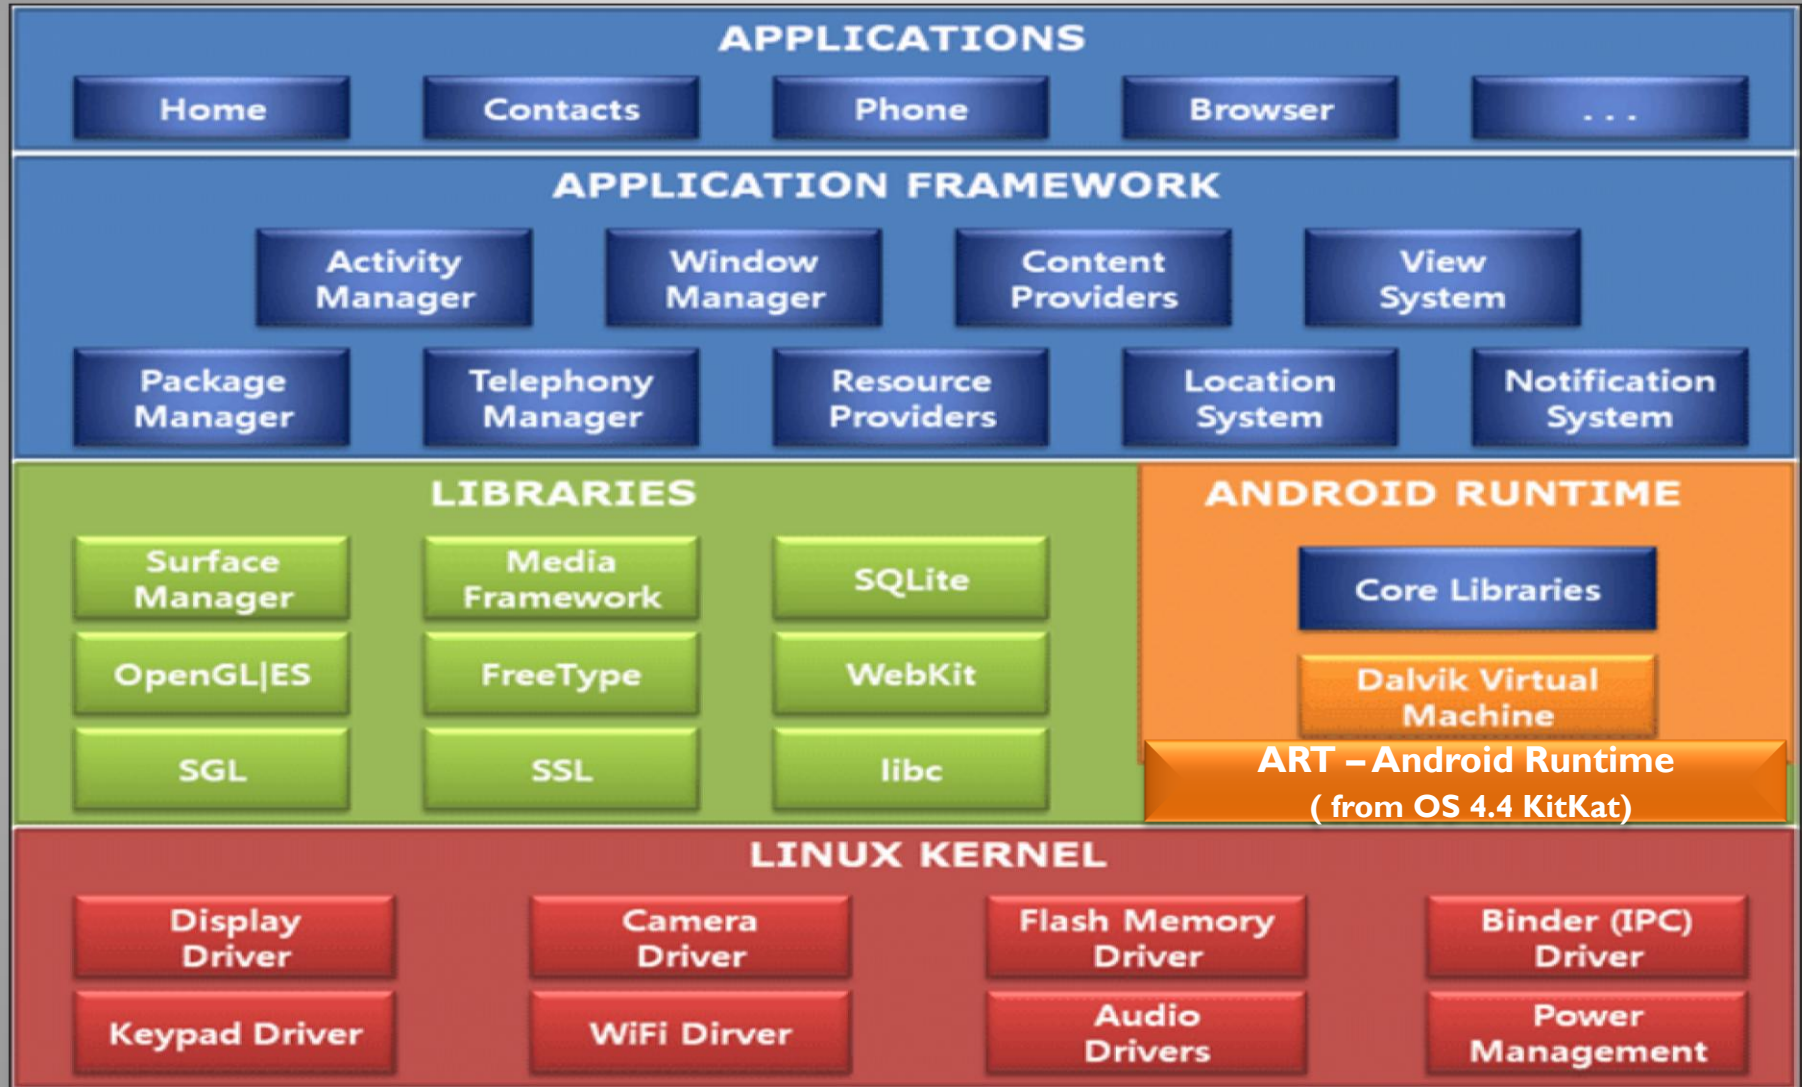 APPLICATIONS
Home
Contacts
Phone
Browser
...
APPLICATION FRAMEWORK
Activity
Manager
Window
Manager
Content
Providers
View
System
Package
Manager
Telephony
Manager
Resource
Providers
Location
System
Notification
System
LIBRARIES
Surface
Manager
Media
Framework
SQLite
OpenGL|ES
FreeType
WebKit
SGL
SSL
libc
ANDROID RUNTIME
Core Libraries
Dalvik Virtual
Machine
ART – Android Runtime
( from OS 4.4 KitKat)
LINUX KERNEL
Display
Driver
Camera
Driver
Flash Memory
Driver
Binder (IPC)
Driver
Keypad Driver
WiFi Dirver
Audio
Drivers
Power
Management